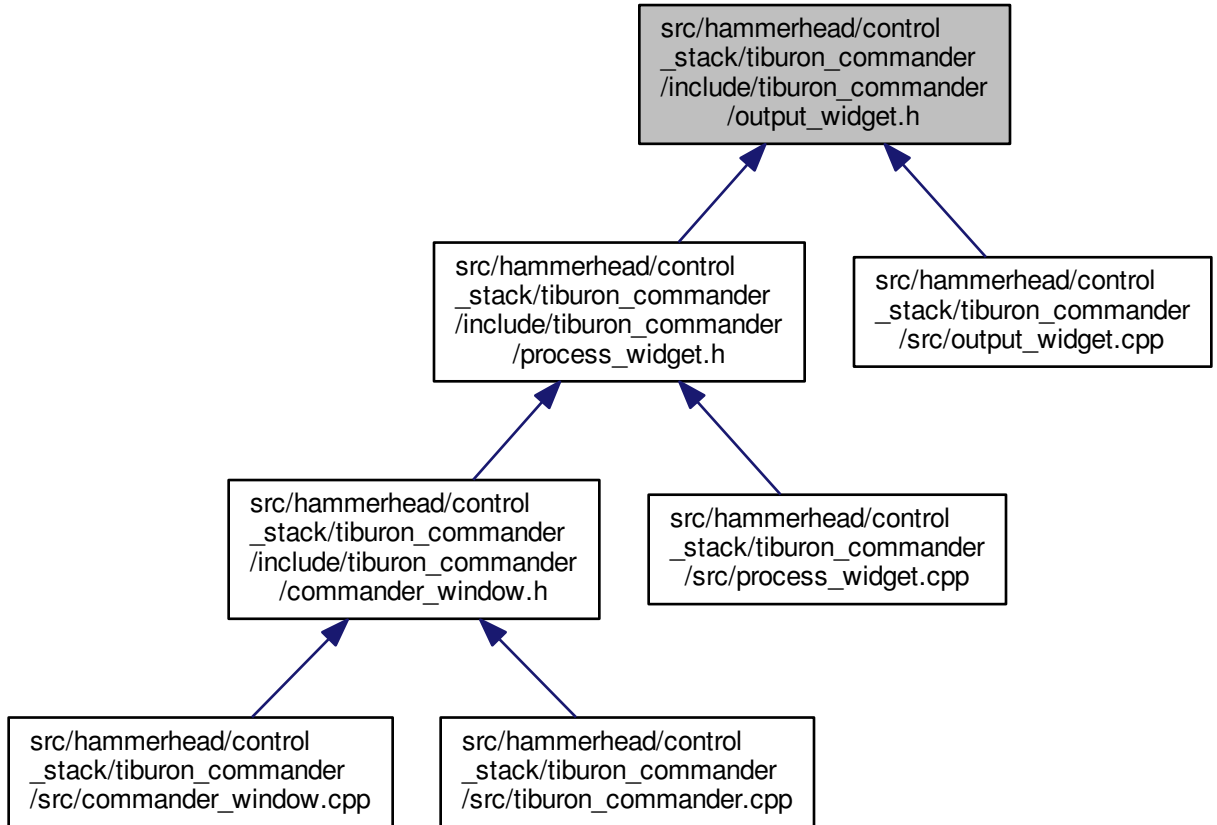 src/hammerhead/control
_stack/tiburon_commander
/include/tiburon_commander
/output_widget.h
src/hammerhead/control
_stack/tiburon_commander
/include/tiburon_commander
/process_widget.h
src/hammerhead/control
_stack/tiburon_commander
/src/output_widget.cpp
src/hammerhead/control
_stack/tiburon_commander
/include/tiburon_commander
/commander_window.h
src/hammerhead/control
_stack/tiburon_commander
/src/process_widget.cpp
src/hammerhead/control
_stack/tiburon_commander
/src/commander_window.cpp
src/hammerhead/control
_stack/tiburon_commander
/src/tiburon_commander.cpp